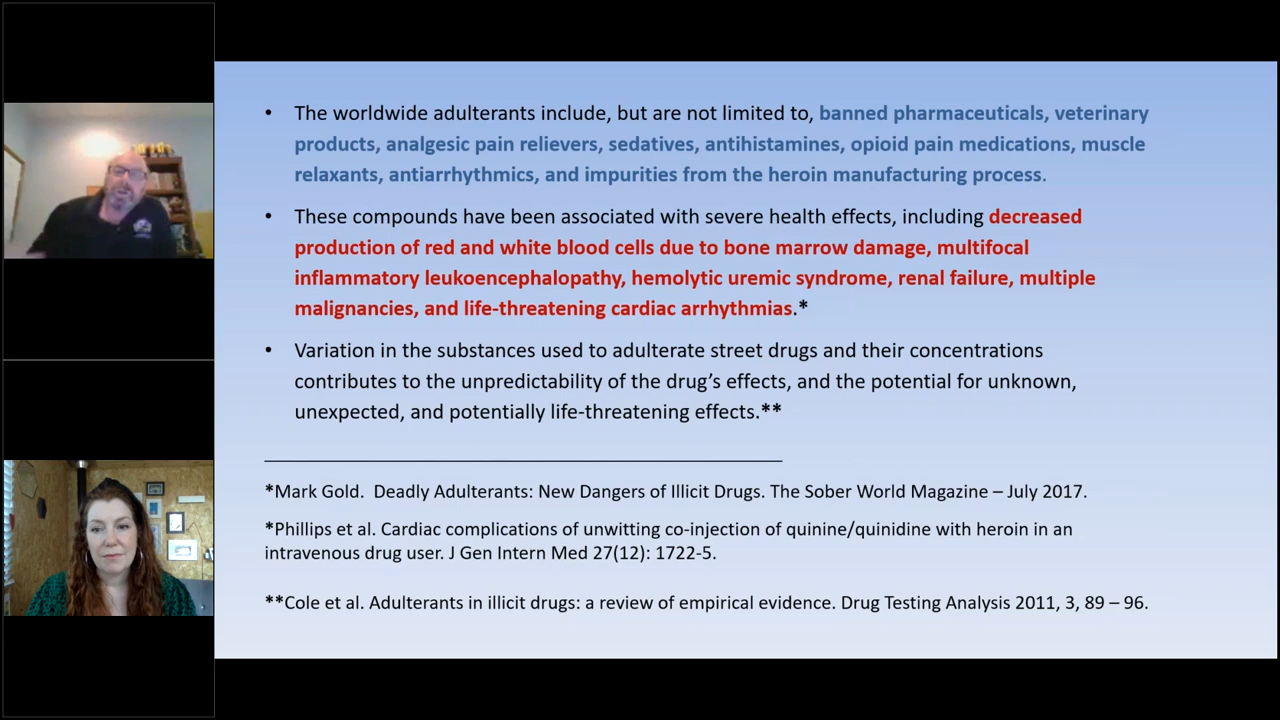 • The worldwide adulterants include, but are not limited to, banned pharmaceuticals, veterinary
products, analgesic pain relievers, sedatives, antihistamines, opioid pain medications, muscle
relaxants, antiarrhythmics, and impurities from the heroin manufacturing process.
• These compounds have been associated with severe health effects, including decreased
production of red and white blood cells due to bone marrow damage, multifocal
inflammatory leukoencephalopathy, hemolytic uremic syndrome, renal failure, multiple
malignancies, and life-threatening cardiac arrhythmias.*
• Variation in the substances used to adulterate street drugs and their concentrations
contributes to the unpredictability of the drug's effects, and the potential for unknown,
unexpected, and potentially life-threatening effects.**
*Mark Gold. Deadly Adulterants: New Dangers of Illicit Drugs. The Sober World Magazine – July 2017.
*Phillips et al. Cardiac complications of unwitting co-injection of quinine/quinidine with heroin in an
intravenous drug user. J Gen Intern Med 27(12): 1722-5.
**Cole et al. Adulterants in illicit drugs: a review of empirical evidence. Drug Testing Analysis 2011, 3, 89 – 96.